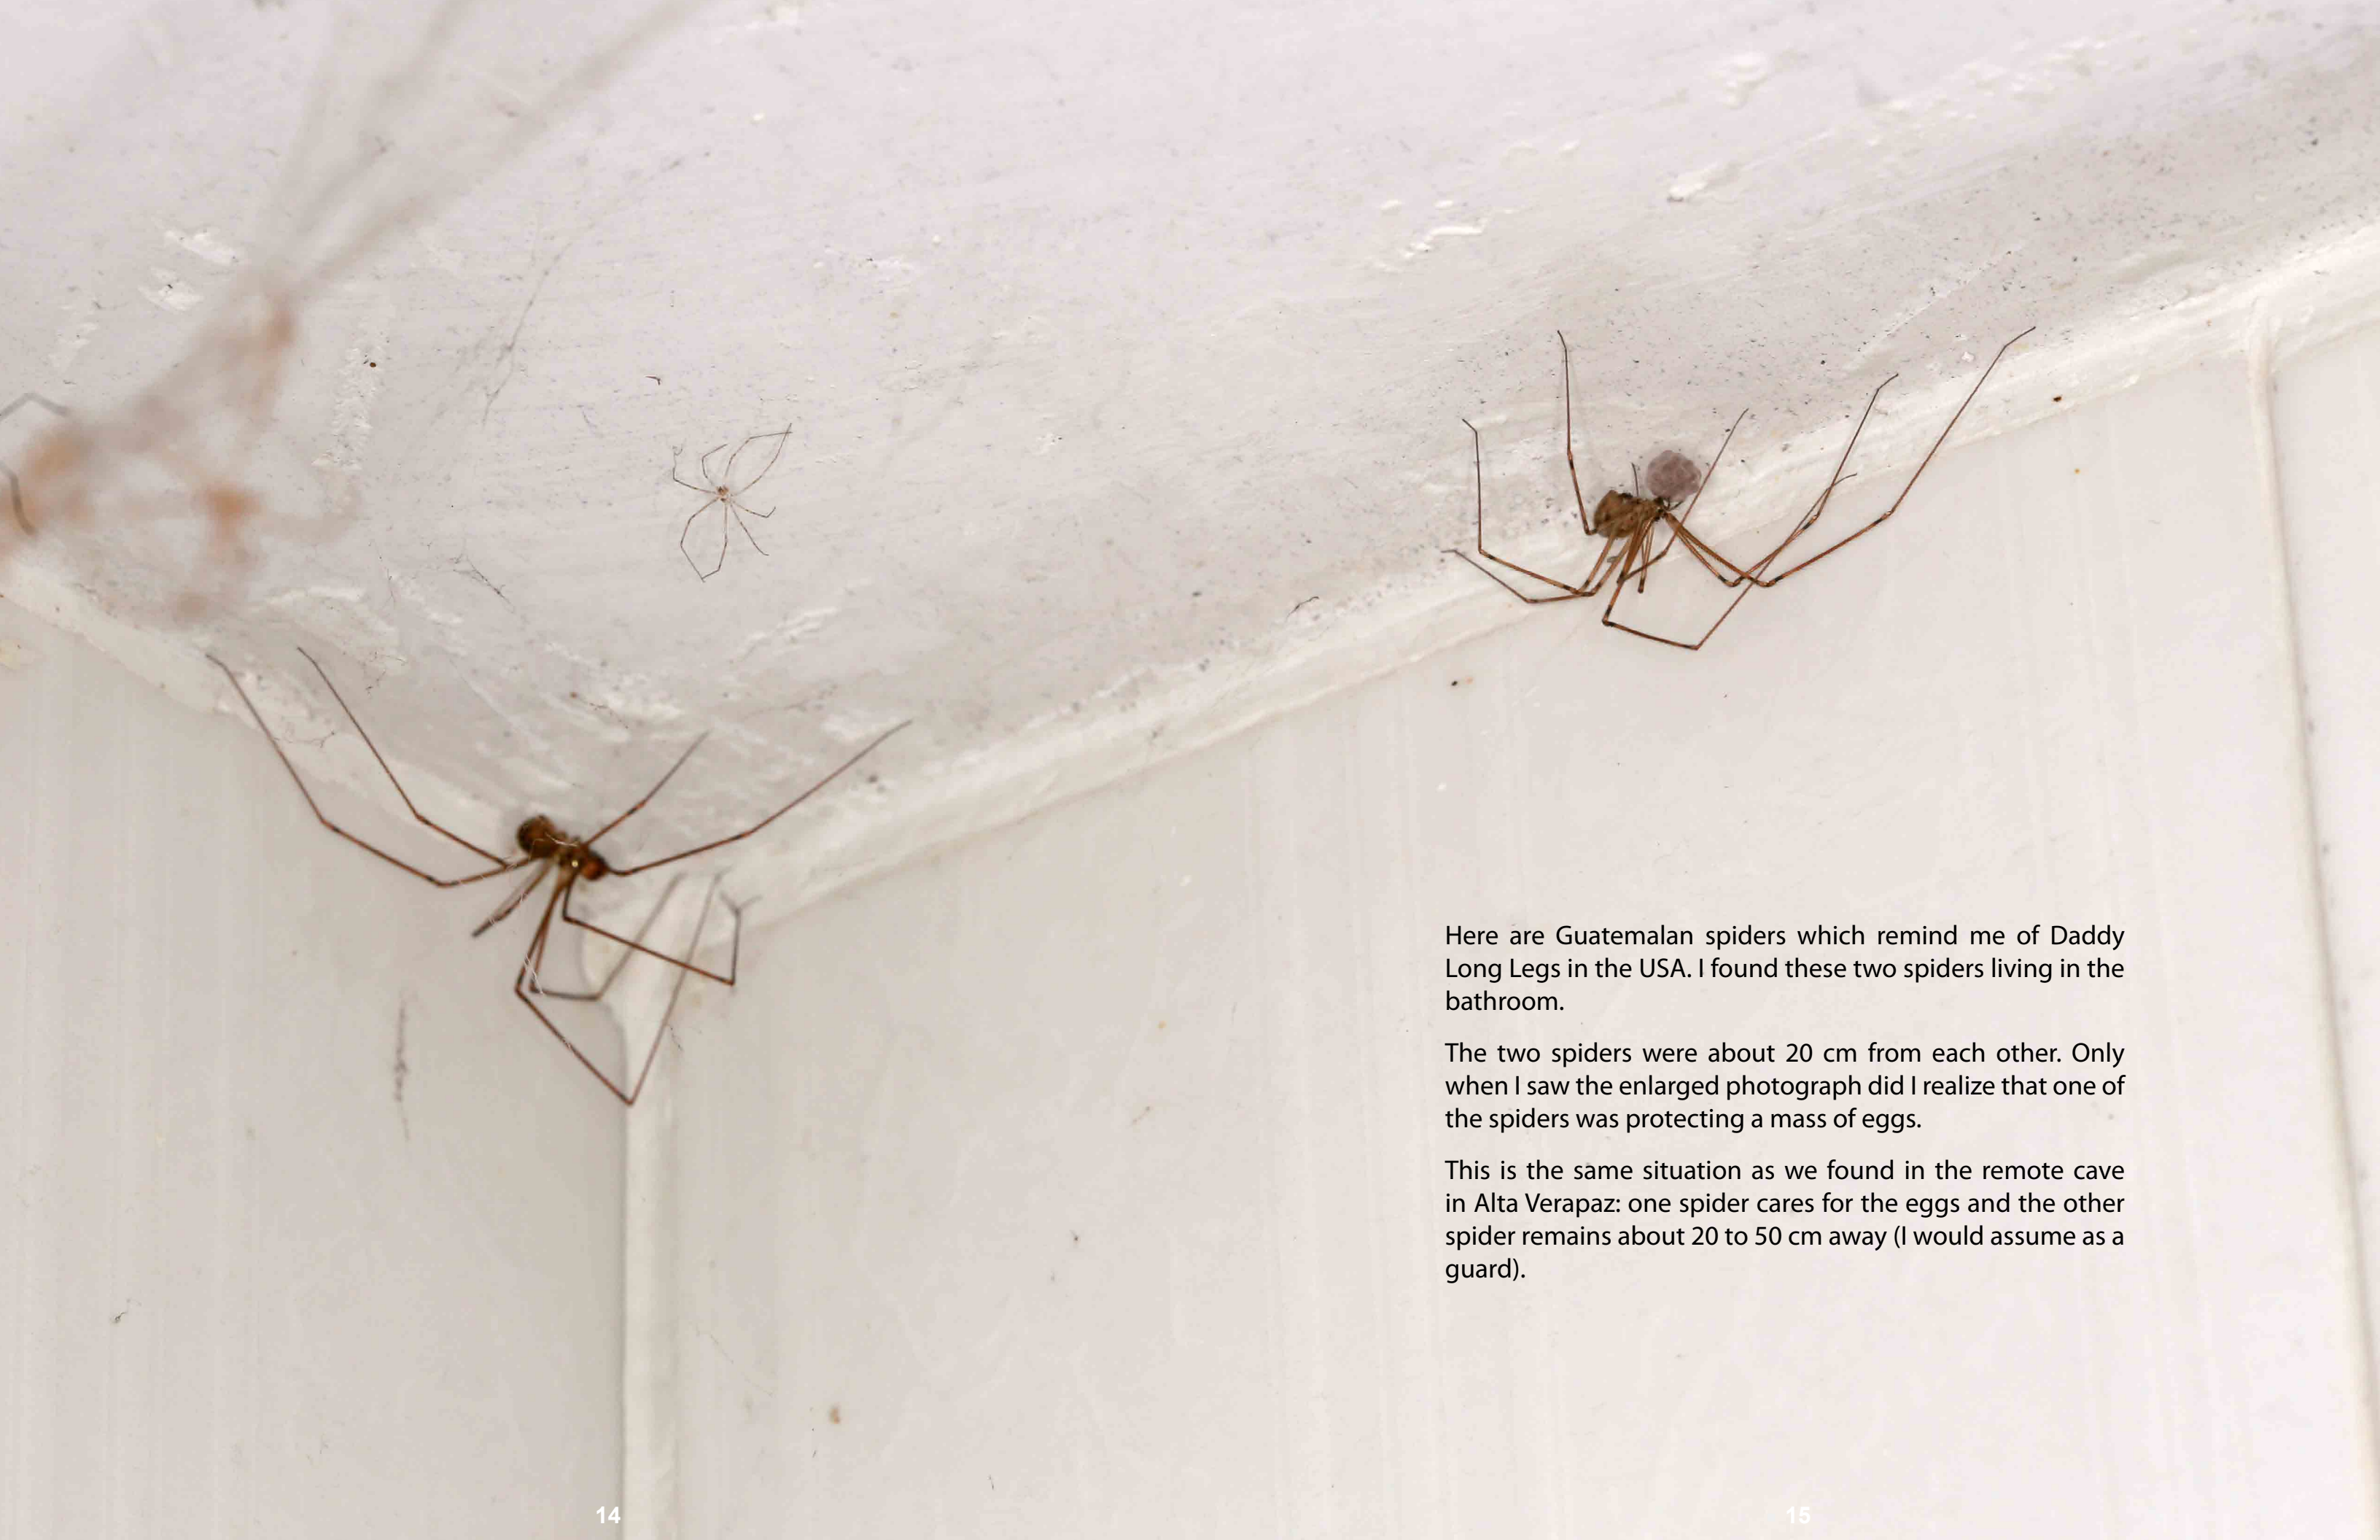 Here are Guatemalan spiders which remind me of Daddy
Long Legs in the USA. I found these two spiders living in the
bathroom.
The two spiders were about 20 cm from each other. Only
when I saw the enlarged photograph did I realize that one of
the spiders was protecting a mass of eggs.
This is the same situation as we found in the remote cave
in Alta Verapaz: one spider cares for the eggs and the other
spider remains about 20 to 50 cm away (I would assume as a
guard).
14
15